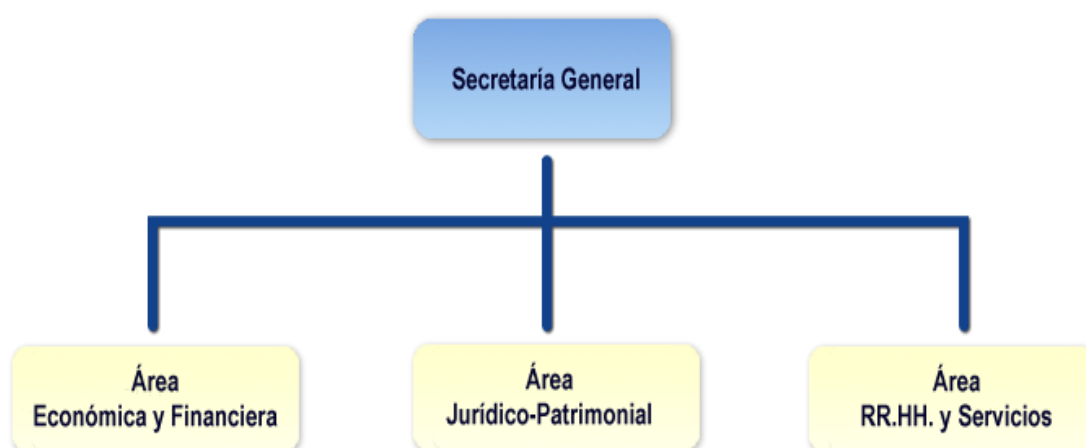 Secretaría General
Área
Económica y Financiera
Área
Jurídico-Patrimonial
Área
RR.HH. y Servicios